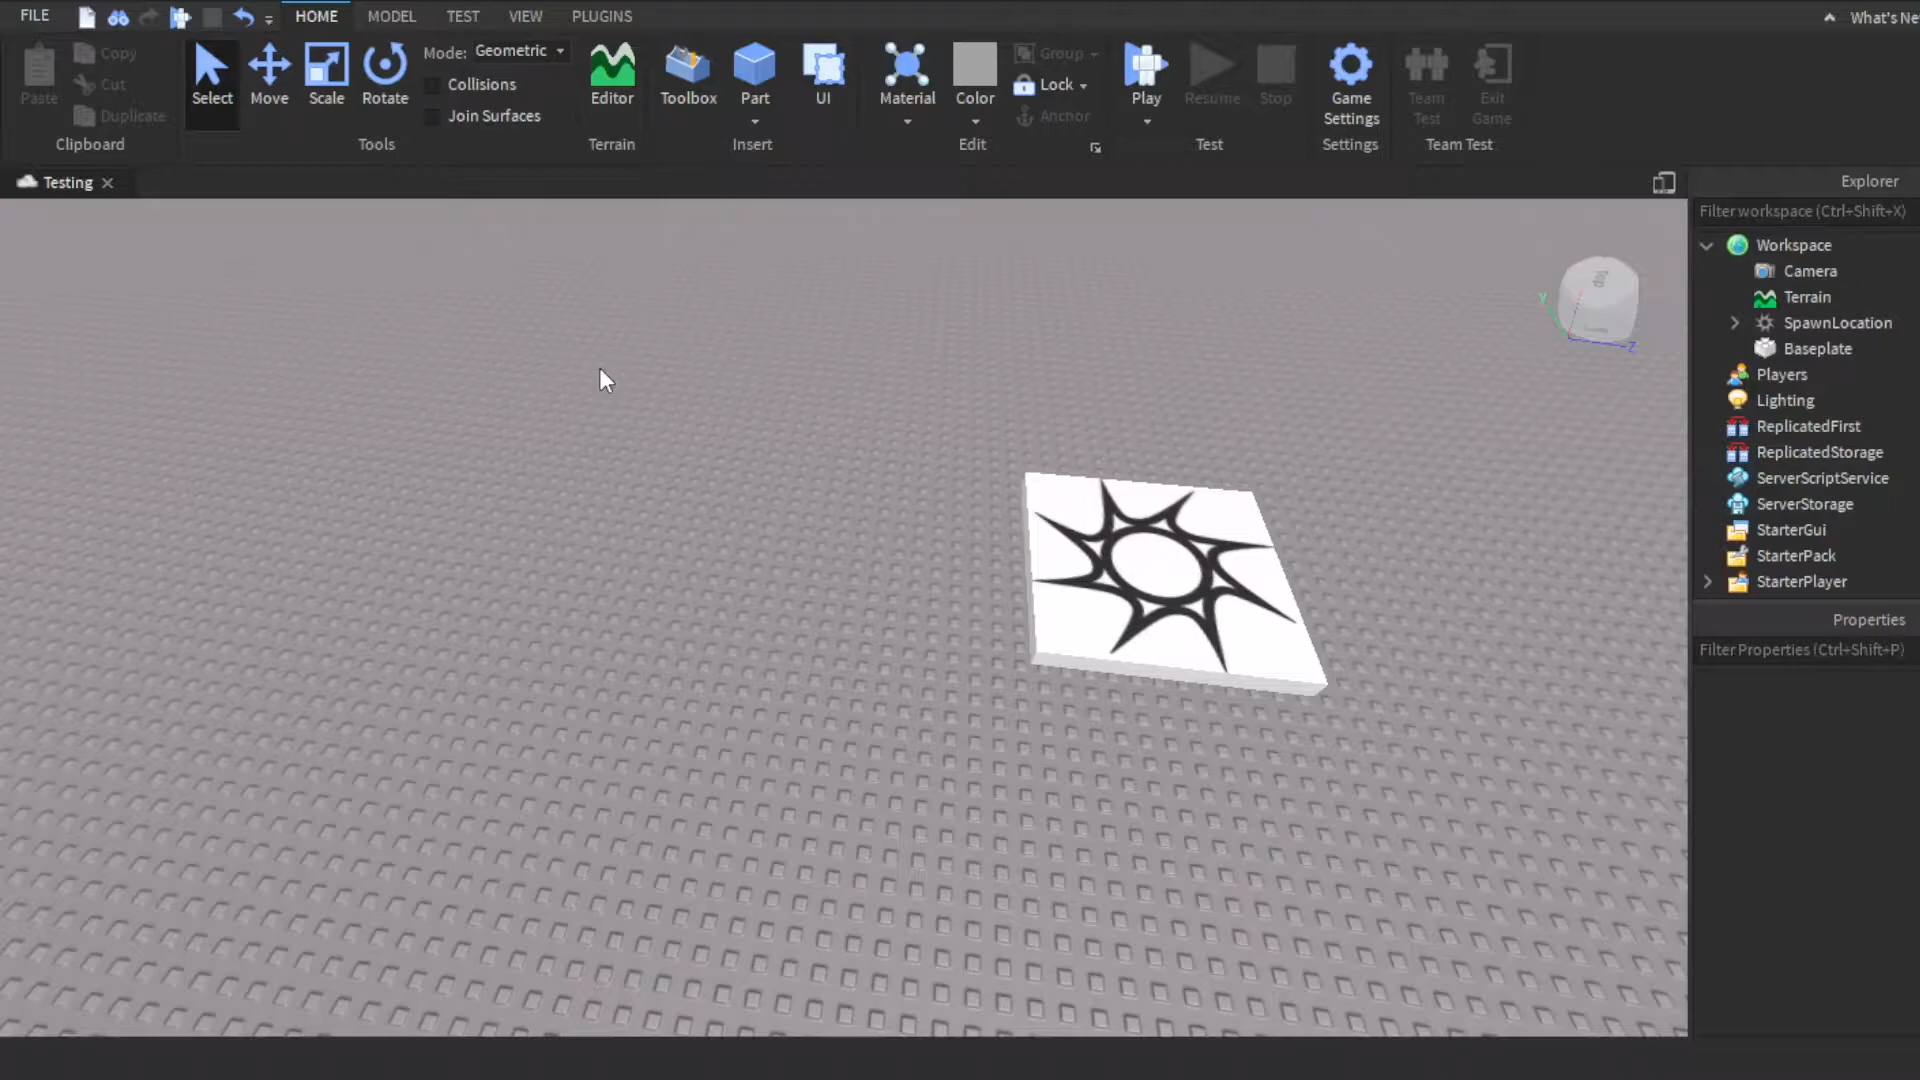 FILE
HOME
MODEL
TEST
VIEW
PLUGINS
What's Ne
Paste
Copy
Cut
Duplicate
Clipboard
Select
Move
Scale
Rotate
Mode: Geometric
Collisions
Join Surfaces
Tools
Editor
Terrain
Toolbox
Part
UI
Insert
Material
Color
Group
Lock
Anchor
Edit
Play
Resume
Stop
Test
Game
Settings
Settings
Team
Test
Exit
Game
Team Test
Testing
Top
Y
Z
Explorer
Filter workspace (Ctrl+Shift+X)
Workspace
Camera
Terrain
SpawnLocation
Baseplate
Players
Lighting
ReplicatedFirst
ReplicatedStorage
ServerScriptService
ServerStorage
StarterGui
StarterPack
StarterPlayer
Properties
Filter Properties (Ctrl+Shift+P)